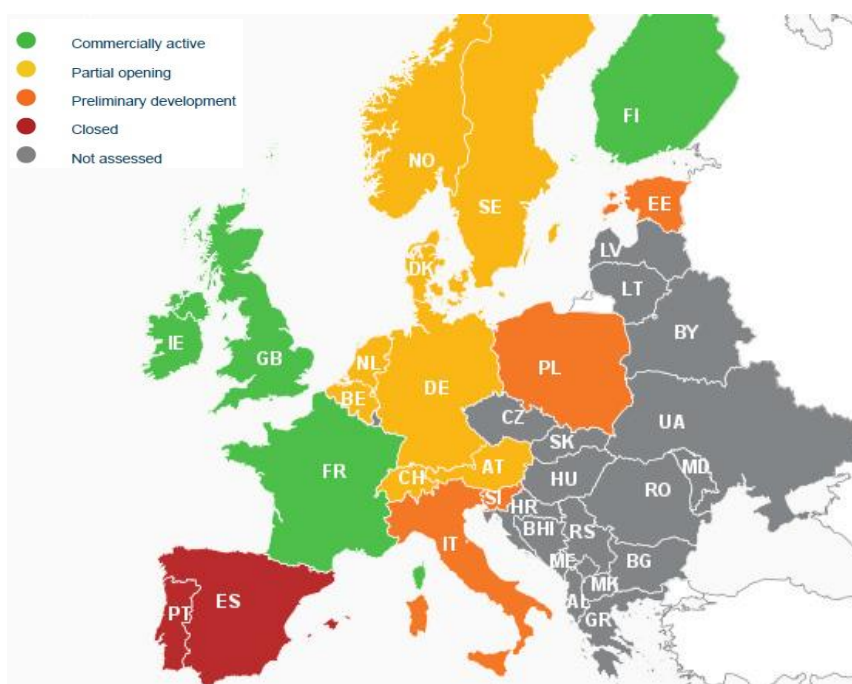 Commercially active
Partial opening
Preliminary development
Closed
Not assessed
FI
NO
SE
EE
LV
DK
LT
BY
IE
GB
NL
BE
DE
PL
CZ
UA
SK
FR
CH
AT
HU
MD
RO
SI
HR
BHI
RS
IT
ME
BG
MK
AL
PT
ES
GR